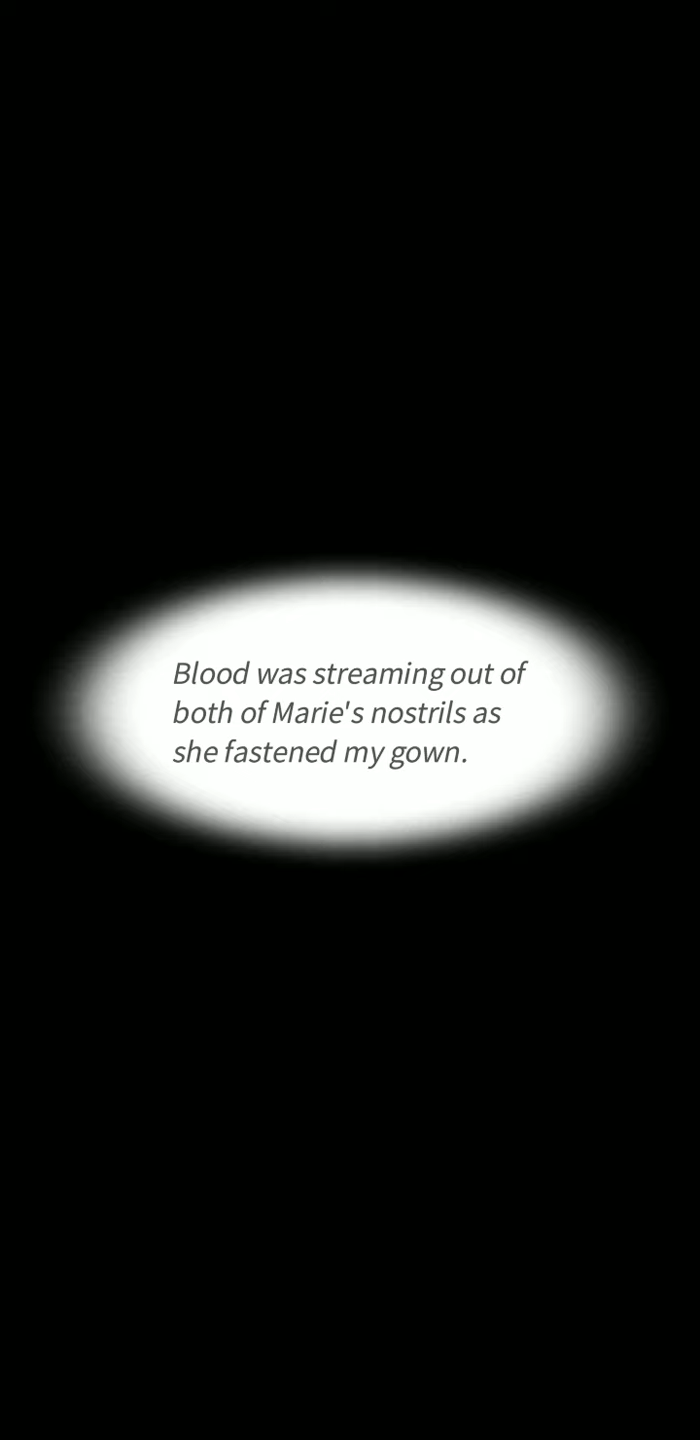 Blood was streaming out of
both of Marie's nostrils as
she fastened my gown.